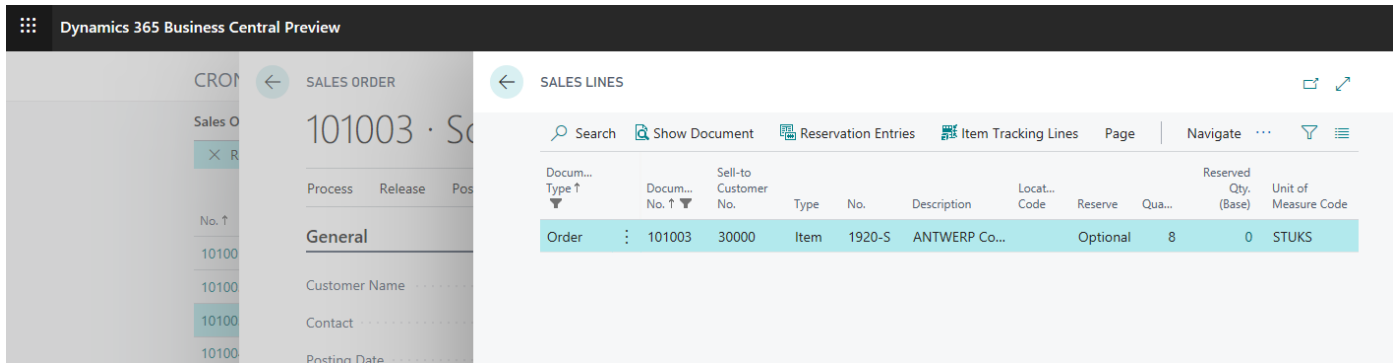 Dynamics 365 Business Central Preview
CRON
Sales O
R
No. ↑
10100
10100
10100
10100
SALES ORDER
101003 · Sc
Process Release Pos
General
Customer Name
Contact
Posting Date
SALES LINES
Search Show Document Reservation Entries Item Tracking Lines Page Navigate ···
Docum... Type ↑ Docum... No. ↑ Sell-to Customer No. Type No. Description Locat... Code Reserve Qua... Reserved Qty. (Base) Unit of Measure Code
Order 101003 30000 Item 1920-S ANTWERP Co... Optional 8 0 STUKS